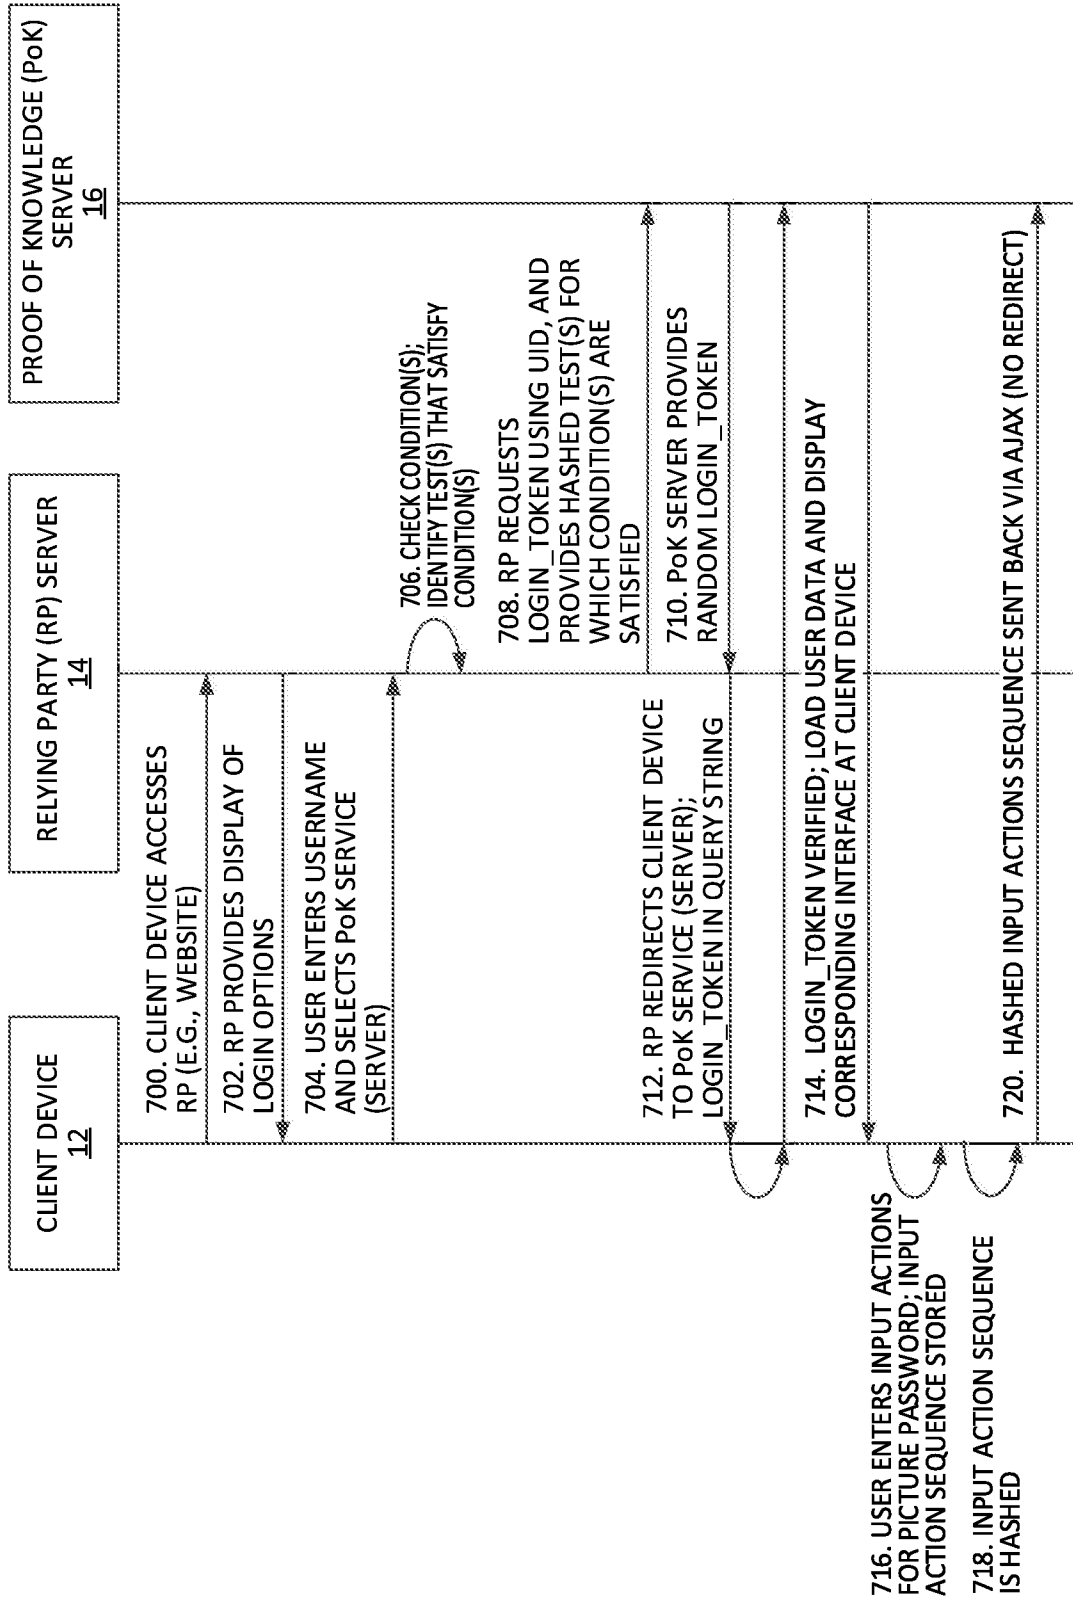 CLIENT DEVICE
12
RELYING PARTY (RP) SERVER
14
PROOF OF KNOWLEDGE (PoK)
SERVER
16
700. CLIENT DEVICE ACCESSES
RP (E.G., WEBSITE)
702. RP PROVIDES DISPLAY OF
LOGIN OPTIONS
704. USER ENTERS USERNAME
AND SELECTS PoK SERVICE
(SERVER)
706. CHECK CONDITION(S);
IDENTIFY TEST(S) THAT SATISFY
CONDITION(S)
708. RP REQUESTS
LOGIN_TOKEN USING UID, AND
PROVIDES HASHED TEST(S) FOR
WHICH CONDITION(S) ARE
SATISFIED
710. PoK SERVER PROVIDES
RANDOM LOGIN_TOKEN
712. RP REDIRECTS CLIENT DEVICE
TO PoK SERVICE (SERVER);
LOGIN_TOKEN IN QUERY STRING
714. LOGIN_TOKEN VERIFIED; LOAD USER DATA AND DISPLAY
CORRESPONDING INTERFACE AT CLIENT DEVICE
716. USER ENTERS INPUT ACTIONS
FOR PICTURE PASSWORD; INPUT
ACTION SEQUENCE STORED
718. INPUT ACTION SEQUENCE
IS HASHED
720. HASHED INPUT ACTIONS SEQUENCE SENT BACK VIA AJAX (NO REDIRECT)